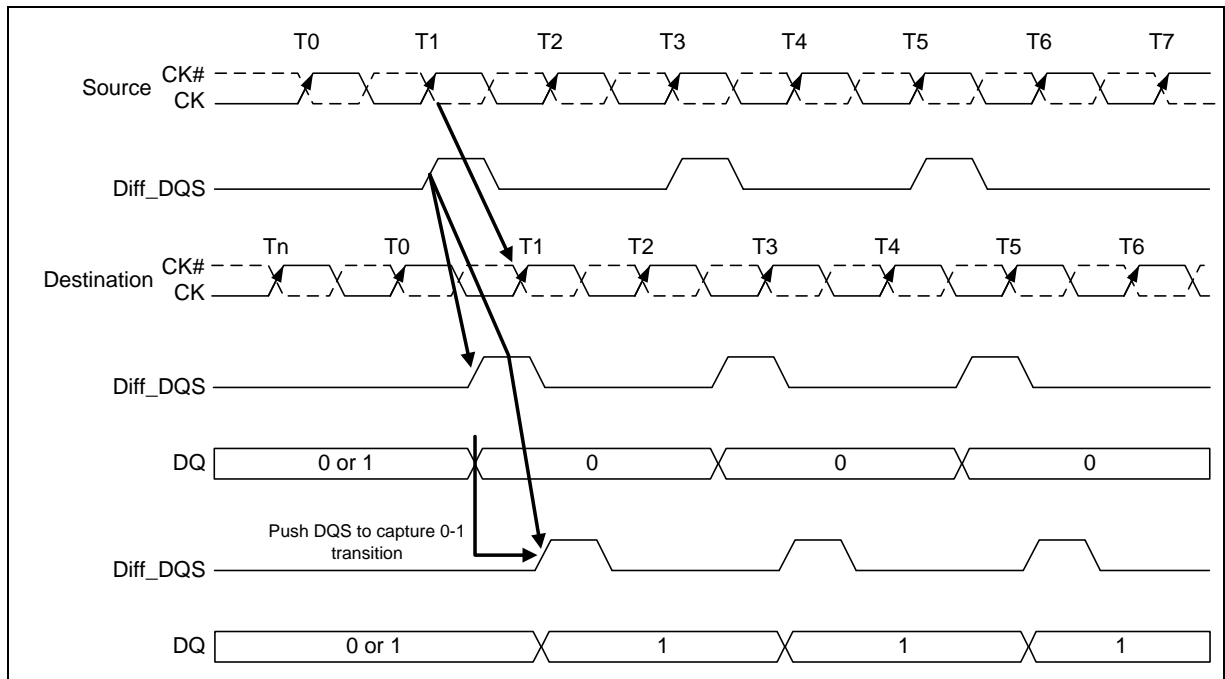 T0 T1 T2 T3 T4 T5 T6 T7
Source CK#
CK
Diff_DQS
Tn T0 T1 T2 T3 T4 T5 T6
Destination CK#
CK
Diff_DQS
DQ 0 or 1 0 0 0
Push DQS to capture 0-1
transition
Diff_DQS
DQ 0 or 1 1 1 1